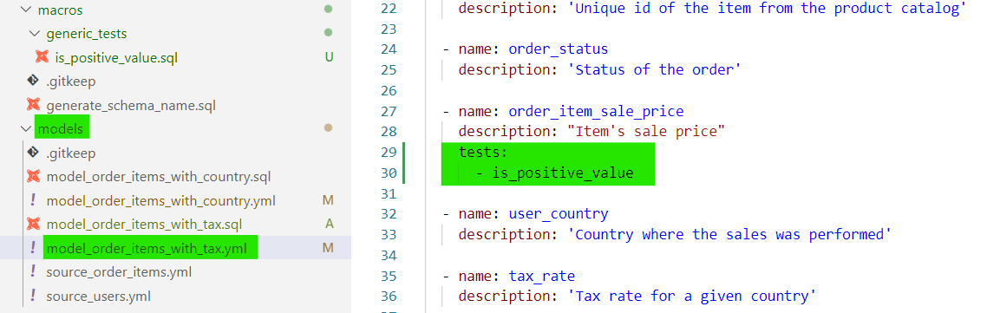 macros
generic_tests
is_positive_value.sql U
.gitkeep
generate_schema_name.sql
models
.gitkeep
model_order_items_with_country.sql
! model_order_items_with_country.yml M
model_order_items_with_tax.sql A
! model_order_items_with_tax.yml M
! source_order_items.yml
! source_users.yml
22 description: 'Unique id of the item from the product catalog'
23
24 - name: order_status
25 description: 'Status of the order'
26
27 - name: order_item_sale_price
28 description: "Item's sale price"
29 tests:
30 - is_positive_value
31
32 - name: user_country
33 description: 'Country where the sales was performed'
34
35 - name: tax_rate
36 description: 'Tax rate for a given country'